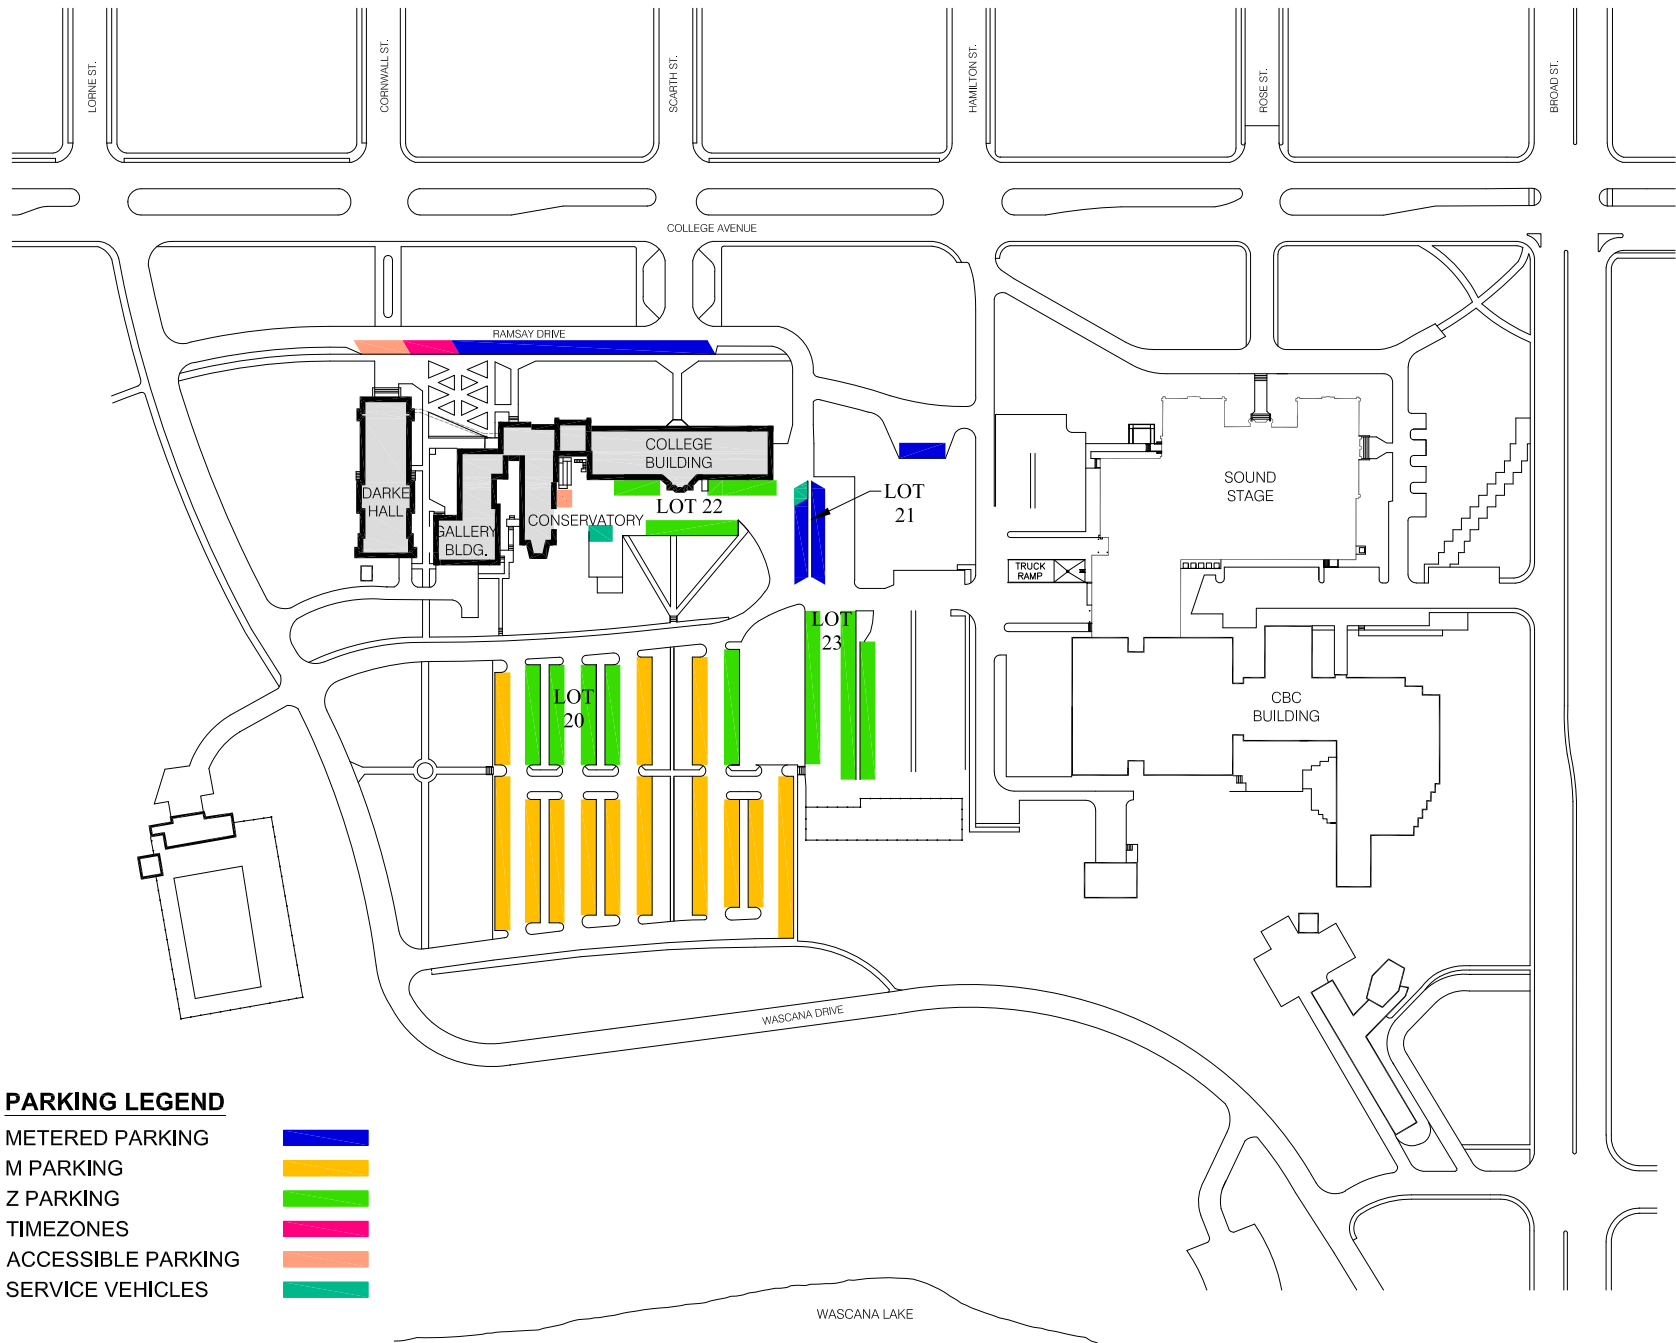 LORNE ST.
CORNWALL ST.
SCARTH ST.
HAMILTON ST.
ROSE ST.
BROAD ST.
COLLEGE AVENUE
RAMSAY DRIVE
COLLEGE
BUILDING
DARKE
HALL
GALLERY
BLDG.
CONSERVATORY
LOT 22
LOT
21
SOUND
STAGE
TRUCK
RAMP
LOT
23
LOT
20
CBC
BUILDING
WASCANA DRIVE
PARKING LEGEND
METERED PARKING
M PARKING
Z PARKING
TIMEZONES
ACCESSIBLE PARKING
SERVICE VEHICLES
WASCANA LAKE